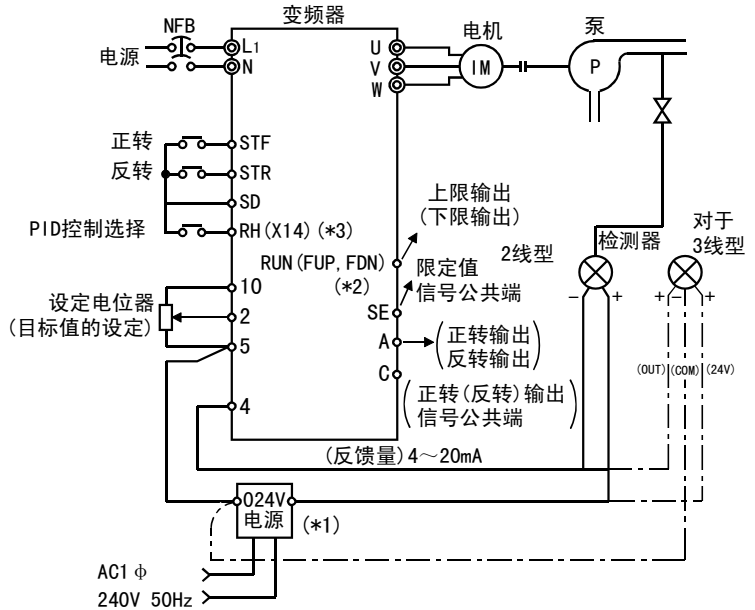 变频器
NFB
电源
L1
N
U
V
W
电机
IM
泵
P
正转
STF
反转
STR
SD
PID控制选择
RH(X14)(*3)
上限输出
(下限输出)
RUN(FUP,FDN)
(*2)
限定值
信号公共端
SE
2线型
检测器
对于
3线型
- +
+ - +
10
设定电位器
(目标值的设定)
2
5
A
正转输出
反转输出
C
正转(反转)输出
信号公共端
(OUT)
(COM)
(24V)
4
(反馈量)4～20mA
024V
电源
(*1)
AC1 φ
240V 50Hz